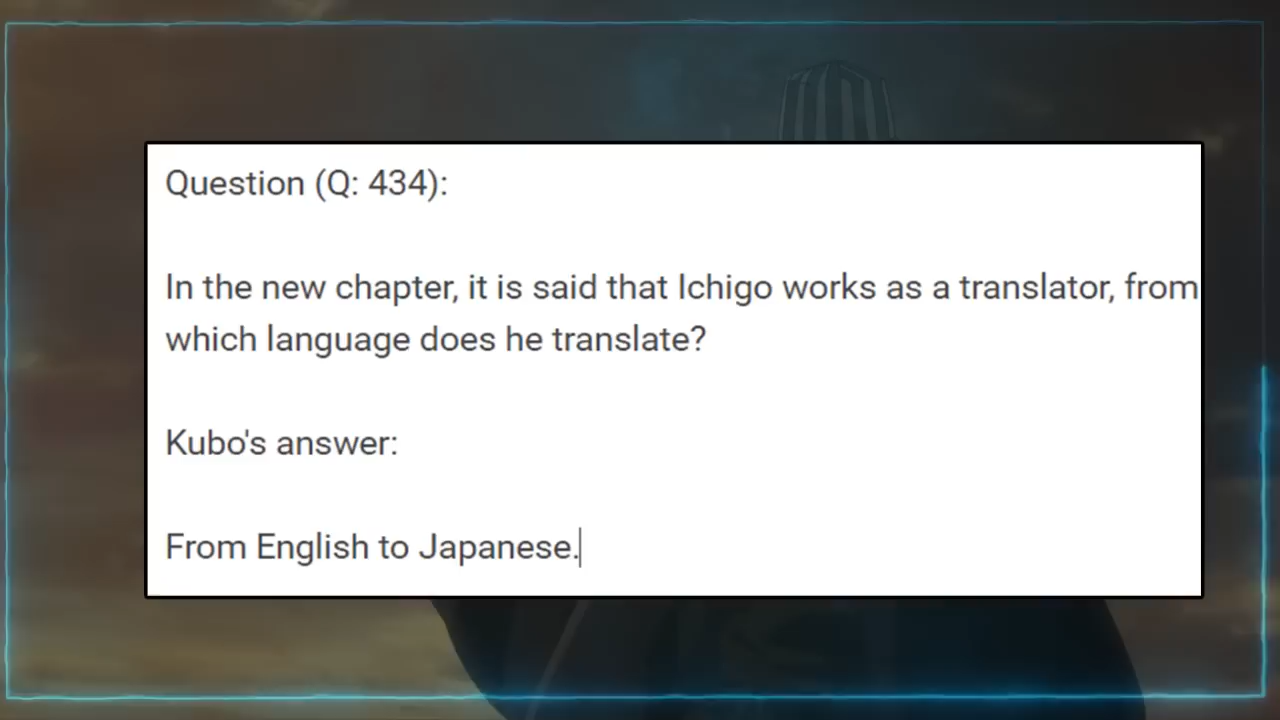 Question (Q: 434):
In the new chapter, it is said that Ichigo works as a translator, from
which language does he translate?
Kubo's answer:
From English to Japanese.